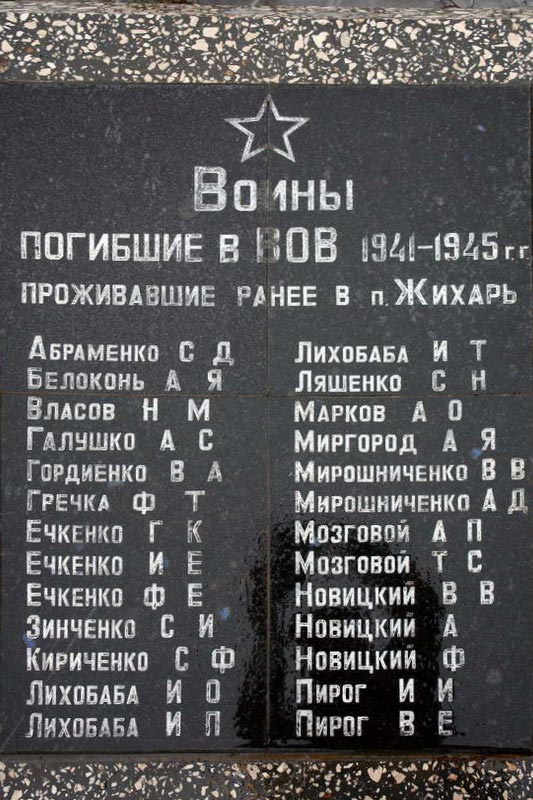 Воины
ПОГИБШИЕ В ВОВ 1941-1945 г.г.
ПРОЖИВАВШИЕ РАНЕЕ В п. ЖИХАРЬ
АБРАМЕНКО С Д
БЕЛОКОНЬ А Я
ВЛАСОВ Н М
ГАЛУШКО А С
ГОРДИЕНКО В А
ГРЕЧКА Ф Т
ЕЧКЕНКО Г К
ЕЧКЕНКО И Е
ЕЧКЕНКО Ф Е
ЗИНЧЕНКО С И
КИРИЧЕНКО С Ф
ЛИХОБАБА И О
ЛИХОБАБА И П
ЛИХОБАБА И Т
ЛЯШЕНКО С Н
МАРКОВ А О
МИРГОРОД А Я
МИРОШНИЧЕНКО В В
МИРОШНИЧЕНКО А Д
МОЗГОВОЙ А П
МОЗГОВОЙ Т С
НОВИЦКИЙ В В
НОВИЦКИЙ А
НОВИЦКИЙ Ф
ПИРОГ И И
ПИРОГ В Е